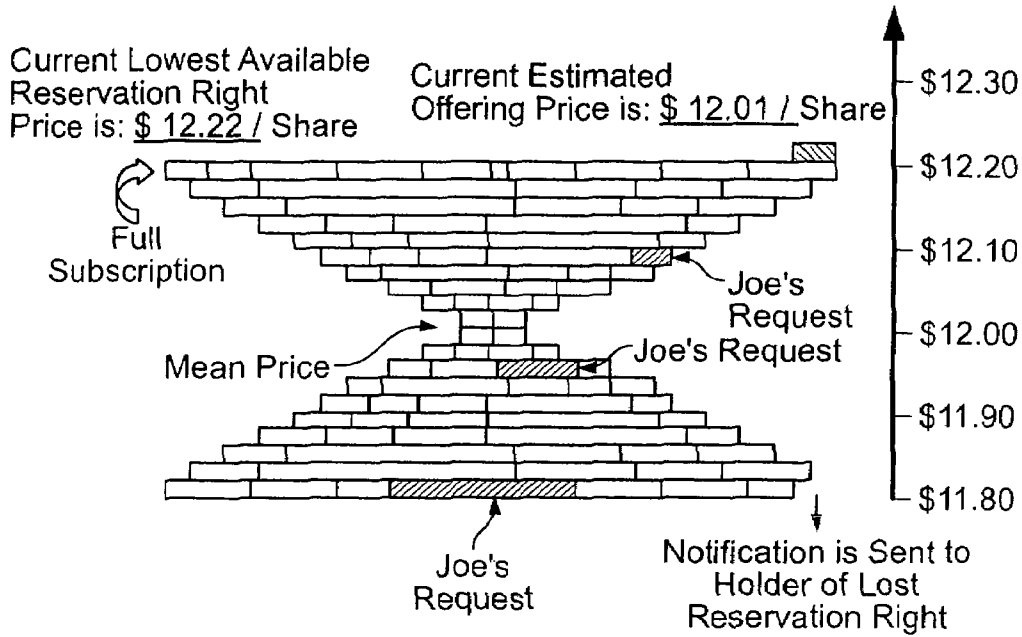 Current Lowest Available
Reservation Right
Price is: $ 12.22 / Share
Current Estimated
Offering Price is: $ 12.01 / Share
$12.30
$12.20
Full
Subscription
$12.10
Joe's
Request
$12.00
Mean Price
Joe's Request
$11.90
$11.80
Joe's
Request
Notification is Sent to
Holder of Lost
Reservation Right